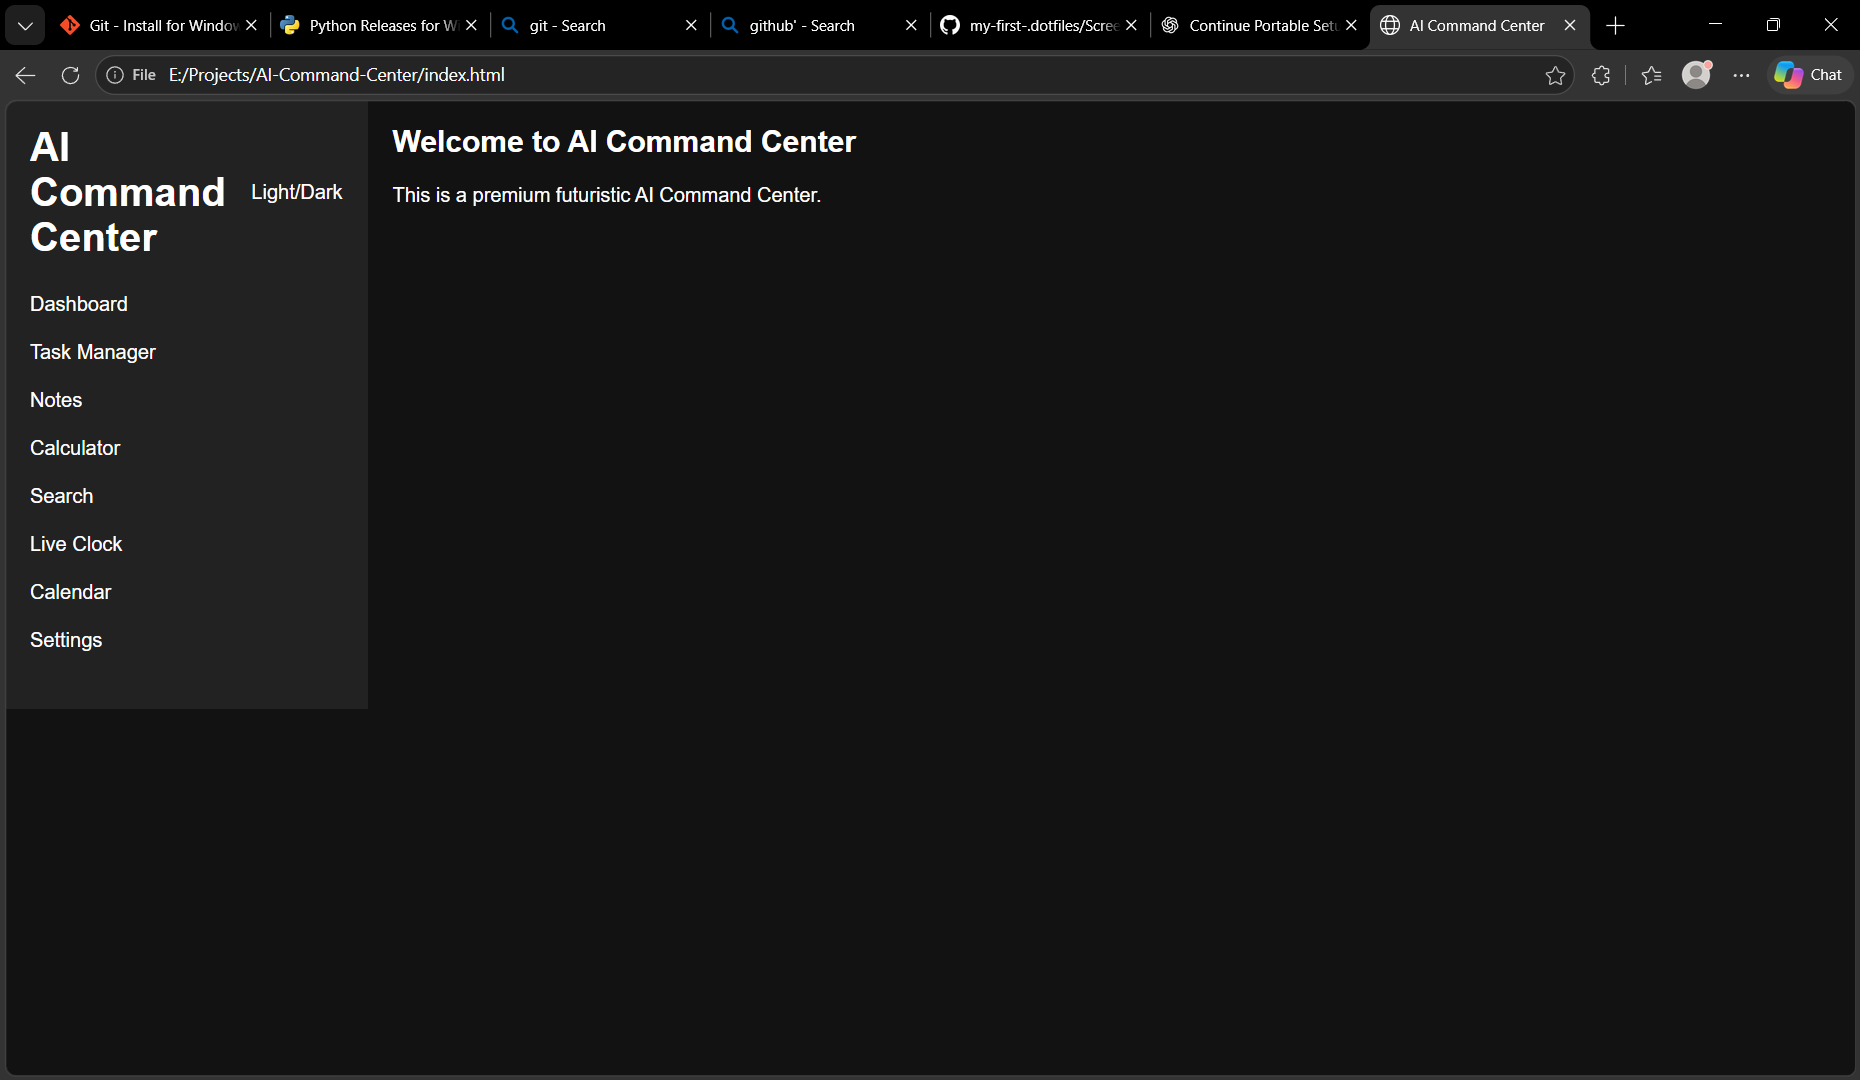 Git - Install for Window
Python Releases for Wi
git - Search
github' - Search
my-first-.dotfiles/Scree
Continue Portable Setu
AI Command Center
File
E:/Projects/AI-Command-Center/index.html
Chat
AI
Command
Center
Light/Dark
Dashboard
Task Manager
Notes
Calculator
Search
Live Clock
Calendar
Settings
Welcome to AI Command Center
This is a premium futuristic AI Command Center.